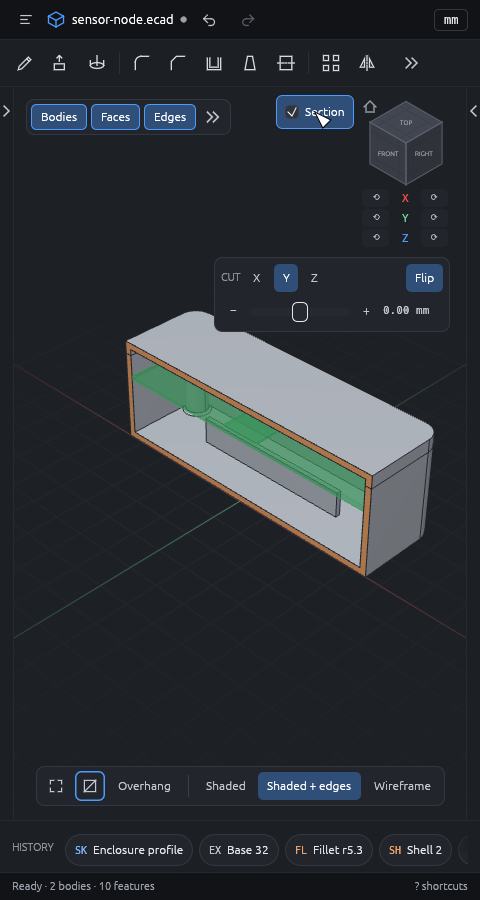 sensor-node.ecad
mm
Bodies
Faces
Edges
Section
TOP
FRONT
RIGHT
X
Y
Z
CUT
X
Y
Z
Flip
− + 0.00 mm
Overhang
Shaded
Shaded + edges
Wireframe
HISTORY
SK Enclosure profile
EX Base 32
FL Fillet r5.3
SH Shell 2
Ready · 2 bodies · 10 features
? shortcuts